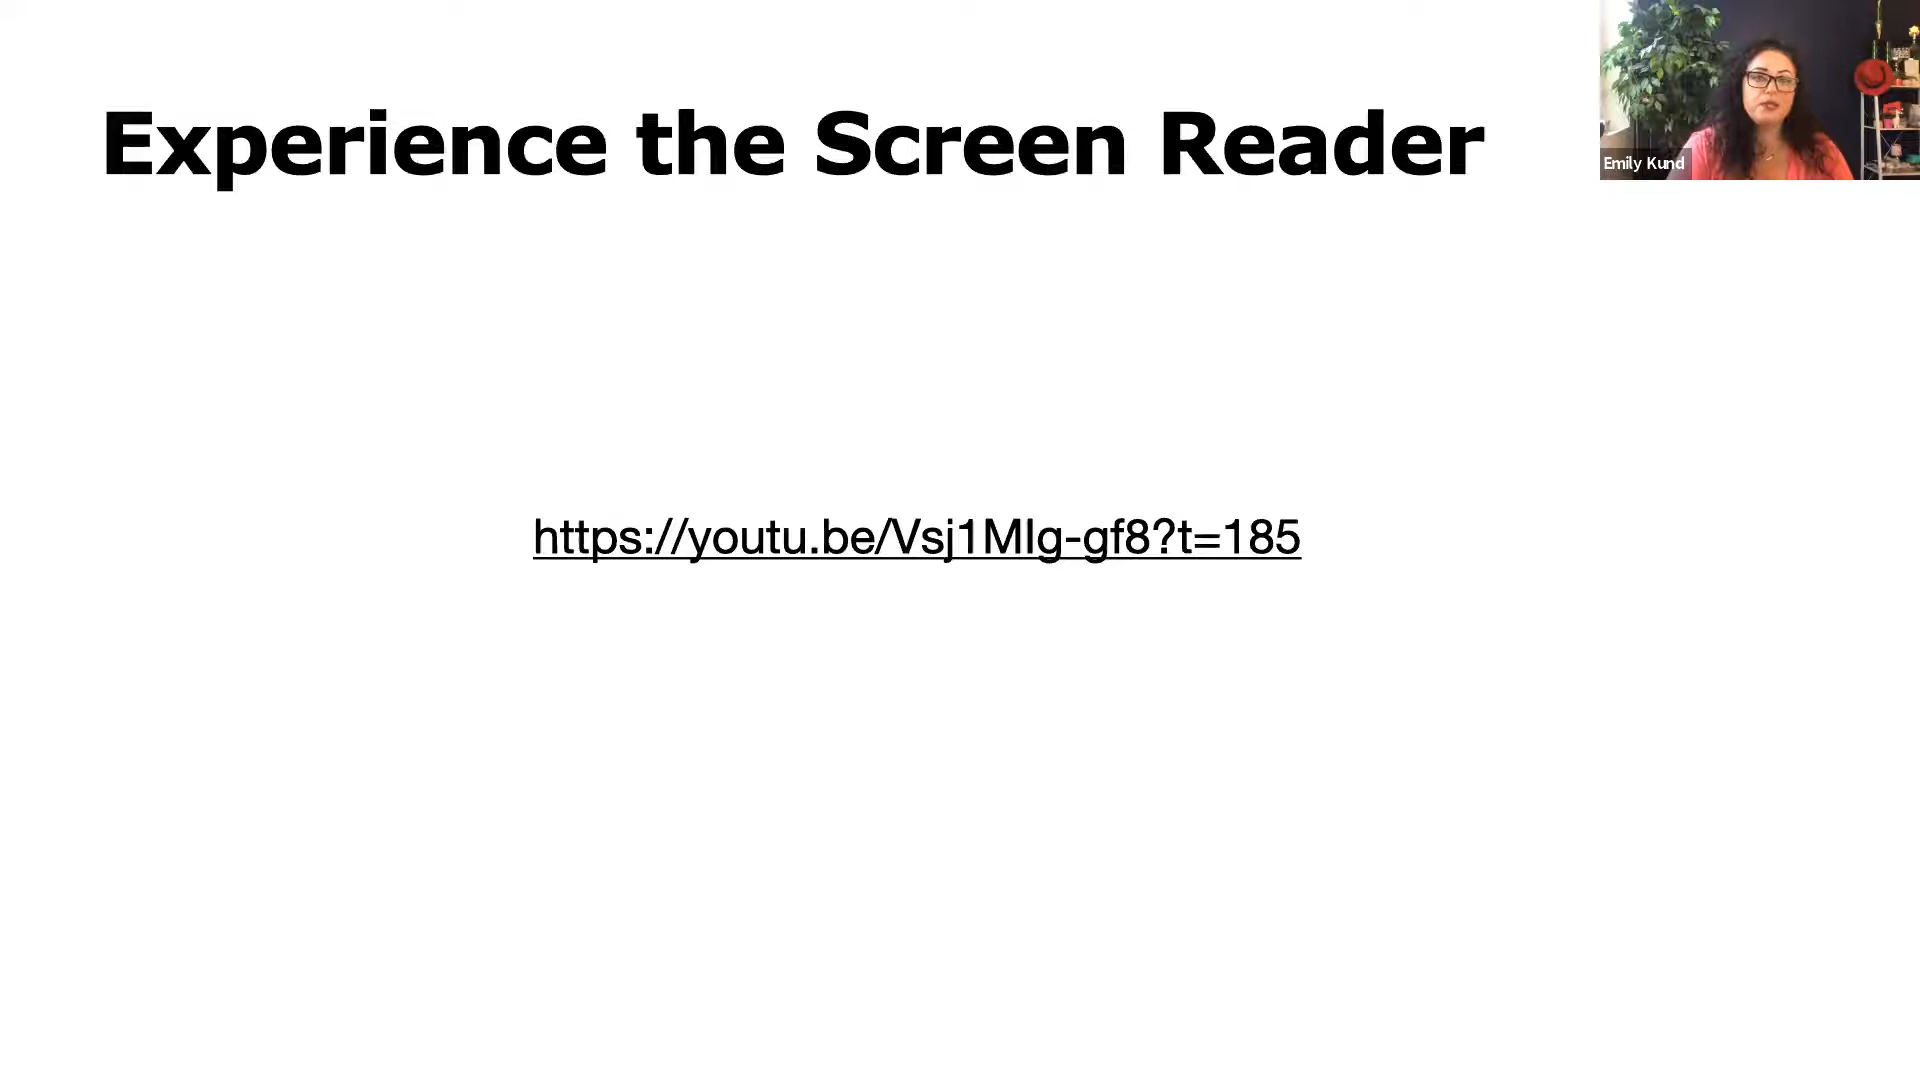 Experience the Screen Reader
Emily Kund
https://youtu.be/Vsj1MIg-gf8?t=185